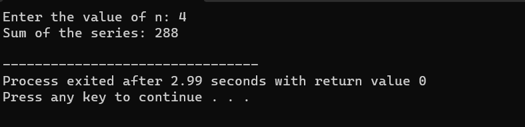 Enter the value of n: 4
Sum of the series: 288
--------------------------------
Process exited after 2.99 seconds with return value 0
Press any key to continue . . .